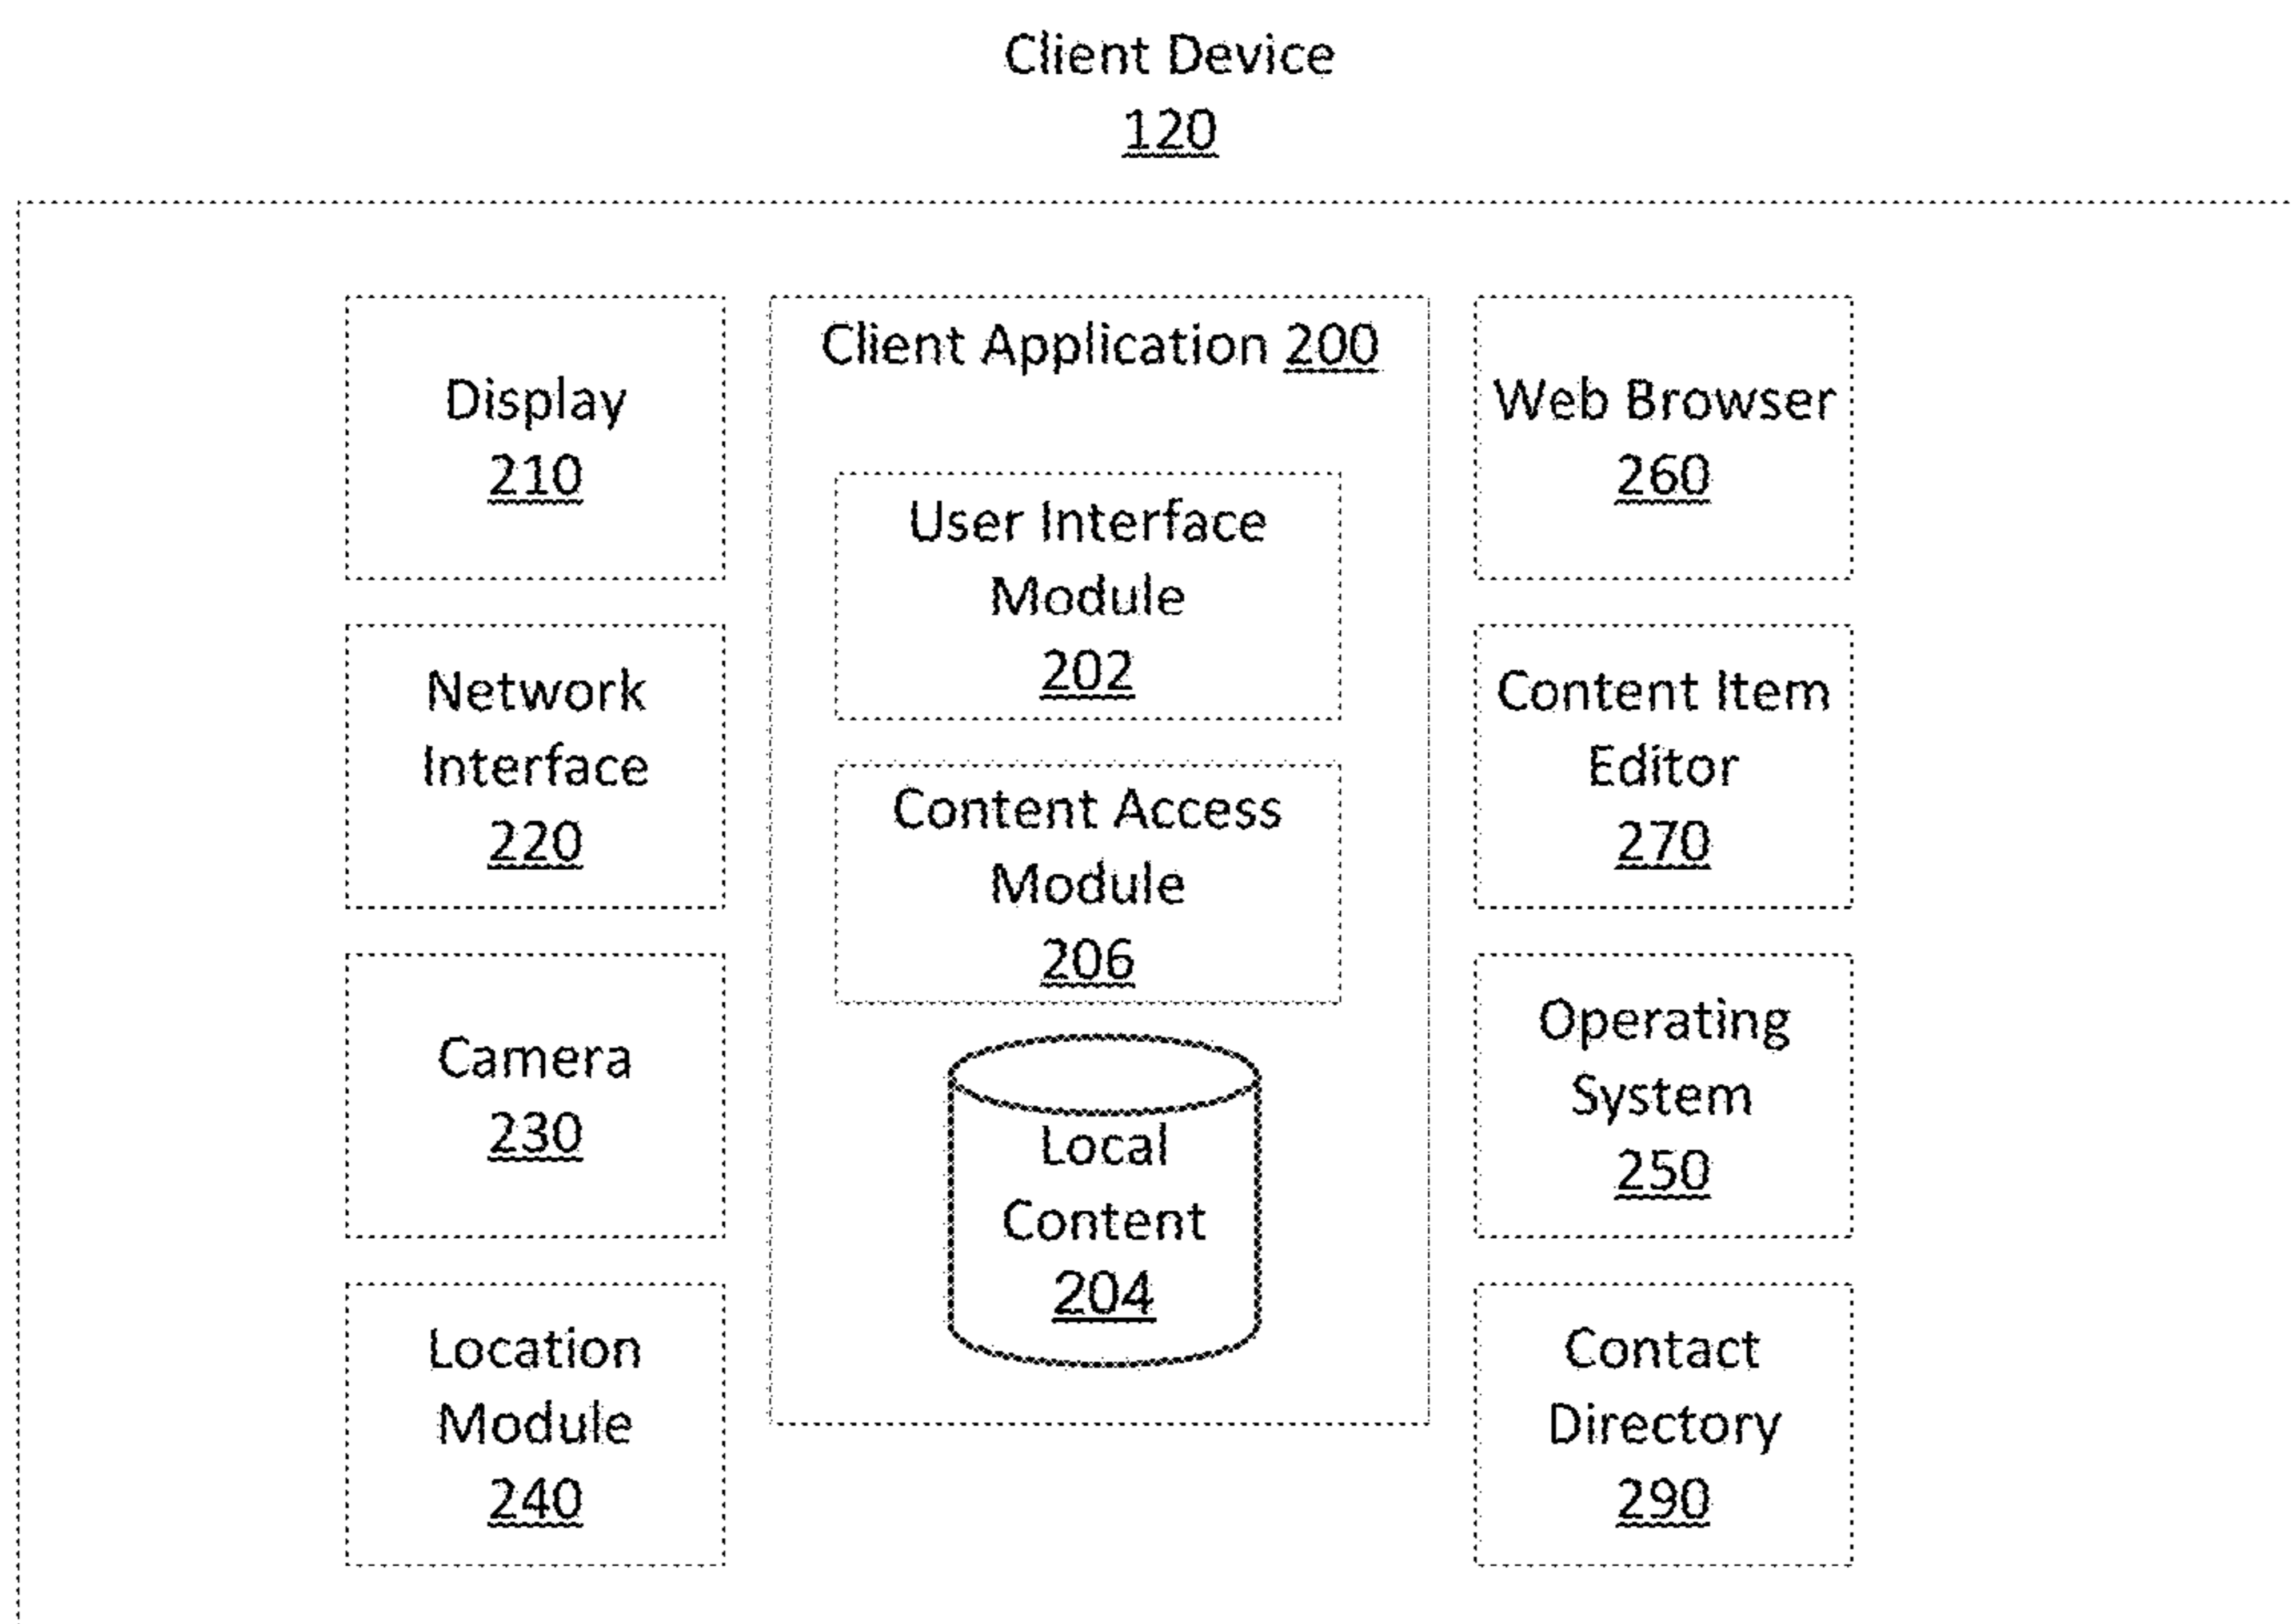 Client Device
120
Display
210
Network
Interface
220
Camera
230
Location
Module
240
Client Application 200
User Interface
Module
202
Content Access
Module
206
Local
Content
204
Web Browser
260
Content Item
Editor
270
Operating
System
250
Contact
Directory
290